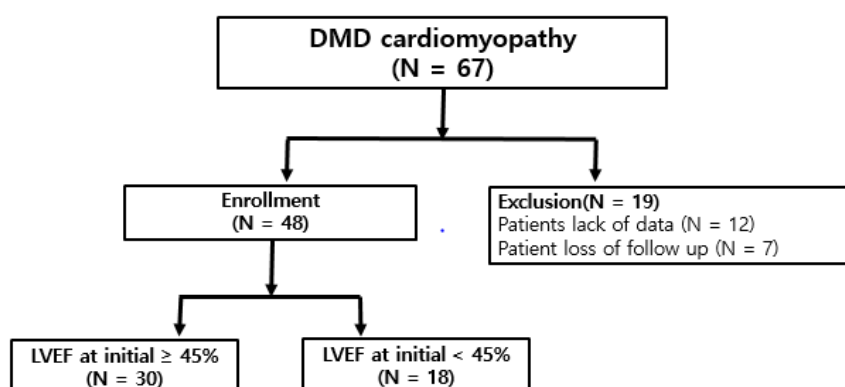 DMD cardiomyopathy
(N = 67)
Enrollment
(N = 48)
Exclusion(N = 19)
Patients lack of data (N = 12)
Patient loss of follow up (N = 7)
LVEF at initial ≥ 45%
(N = 30)
LVEF at initial < 45%
(N = 18)